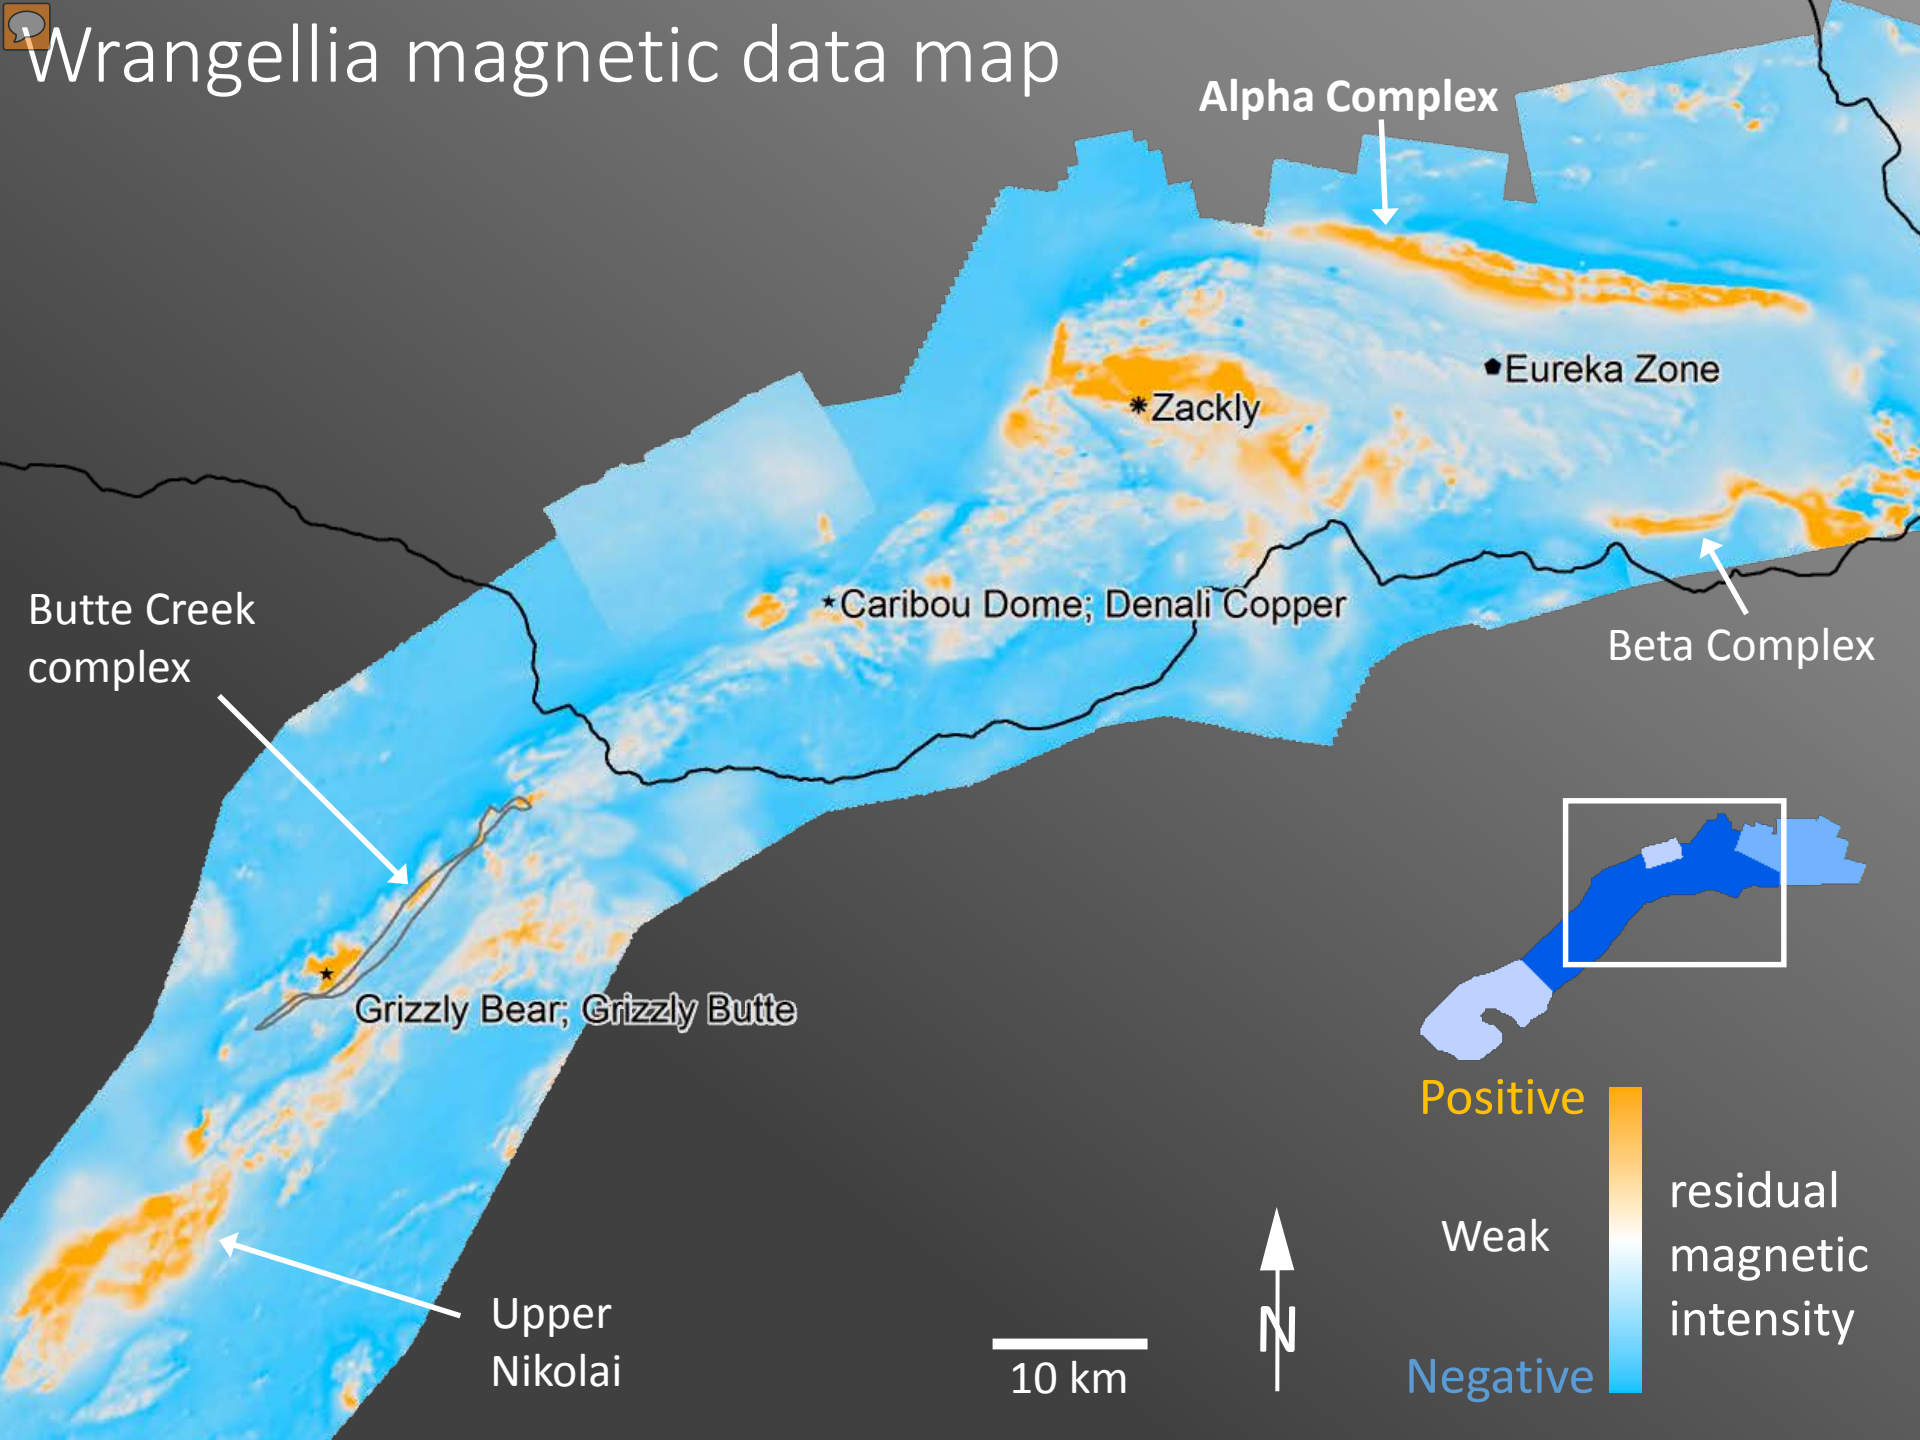 Wrangellia magnetic data map
Alpha Complex
Eureka Zone
Zackly
Caribou Dome; Denali Copper
Butte Creek
complex
Beta Complex
Grizzly Bear; Grizzly Butte
Upper
Nikolai
10 km
N
Positive
Weak
Negative
residual
magnetic
intensity